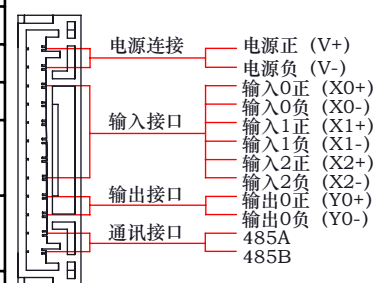 电源连接
电源正 (V+)
电源负 (V-)
输入接口
输入0正 (X0+)
输入0负 (X0-)
输入1正 (X1+)
输入1负 (X1-)
输入2正 (X2+)
输入2负 (X2-)
输出接口
输出0正 (Y0+)
输出0负 (Y0-)
通讯接口
485A
485B